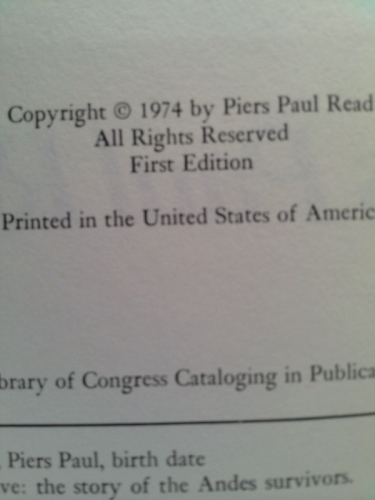 Copyright © 1974 by Piers Paul Read
All Rights Reserved
First Edition
Printed in the United States of Americ
brary of Congress Cataloging in Publica
, Piers Paul, birth date
ve: the story of the Andes survivors.